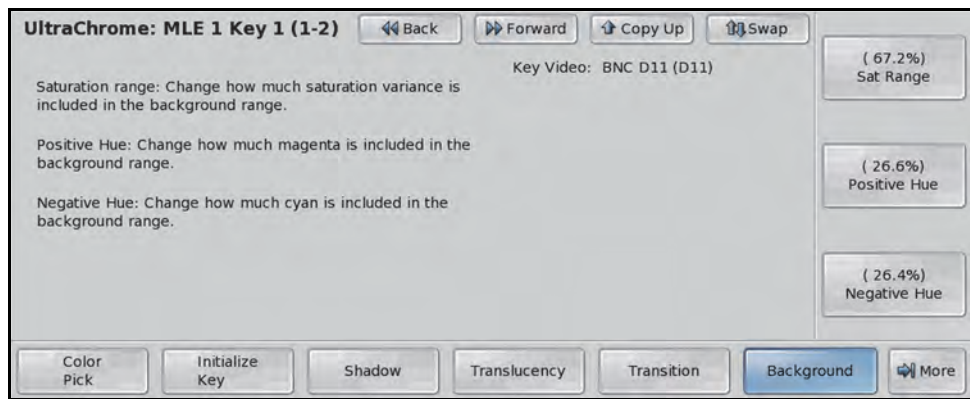 UltraChrome: MLE 1 Key 1 (1-2)
Back
Forward
Copy Up
Swap
Key Video: BNC D11 (D11)
Saturation range: Change how much saturation variance is
included in the background range.
Positive Hue: Change how much magenta is included in the
background range.
Negative Hue: Change how much cyan is included in the
background range.
( 67.2%)
Sat Range
( 26.6%)
Positive Hue
( 26.4%)
Negative Hue
Color
Pick
Initialize
Key
Shadow
Translucency
Transition
Background
More